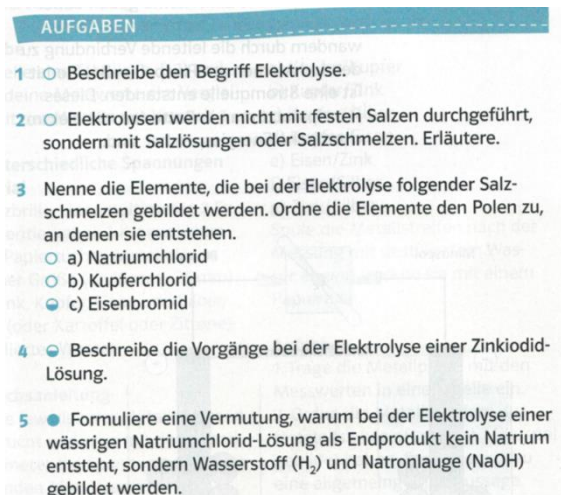 AUFGABEN
1 Beschreibe den Begriff Elektrolyse.
2 Elektrolysen werden nicht mit festen Salzen durchgeführt,
sondern mit Salzlösungen oder Salzschmelzen. Erläutere.
3 Nenne die Elemente, die bei der Elektrolyse folgender Salz-
schmelzen gebildet werden. Ordne die Elemente den Polen zu,
an denen sie entstehen.
a) Natriumchlorid
b) Kupferchlorid
c) Eisenbromid
4 Beschreibe die Vorgänge bei der Elektrolyse einer Zinkiodid-
Lösung.
5 Formuliere eine Vermutung, warum bei der Elektrolyse einer
wässrigen Natriumchlorid-Lösung als Endprodukt kein Natrium
entsteht, sondern Wasserstoff (H₂) und Natronlauge (NaOH)
gebildet werden.